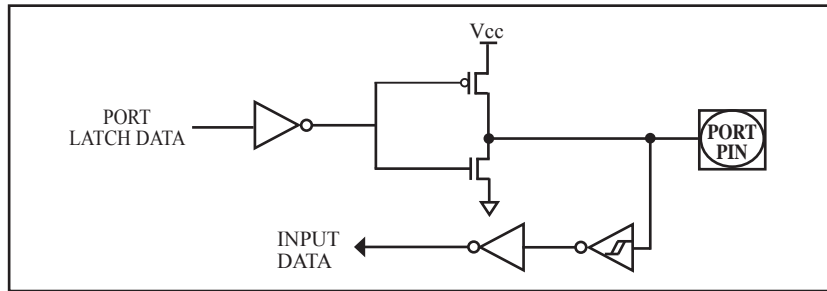 Vcc
PORT
LATCH DATA
PORT
PIN
INPUT
DATA